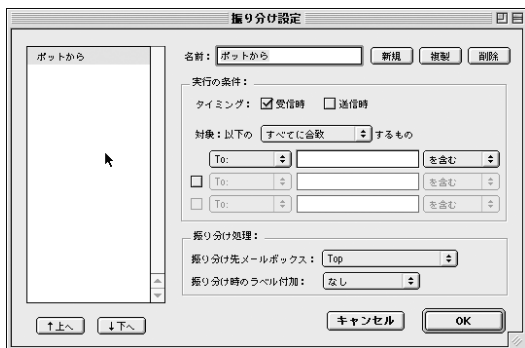 振り分け設定
ポットから
名前: ポットから 新規 複製 削除
実行の条件:
タイミング: 受信時 送信時
対象:以下の すべてに合致 するもの
To: を含む
To: を含む
To: を含む
振り分け処理:
振り分け先メールボックス: Top
振り分け時のラベル付加: なし
↑上へ ↓下へ キャンセル OK